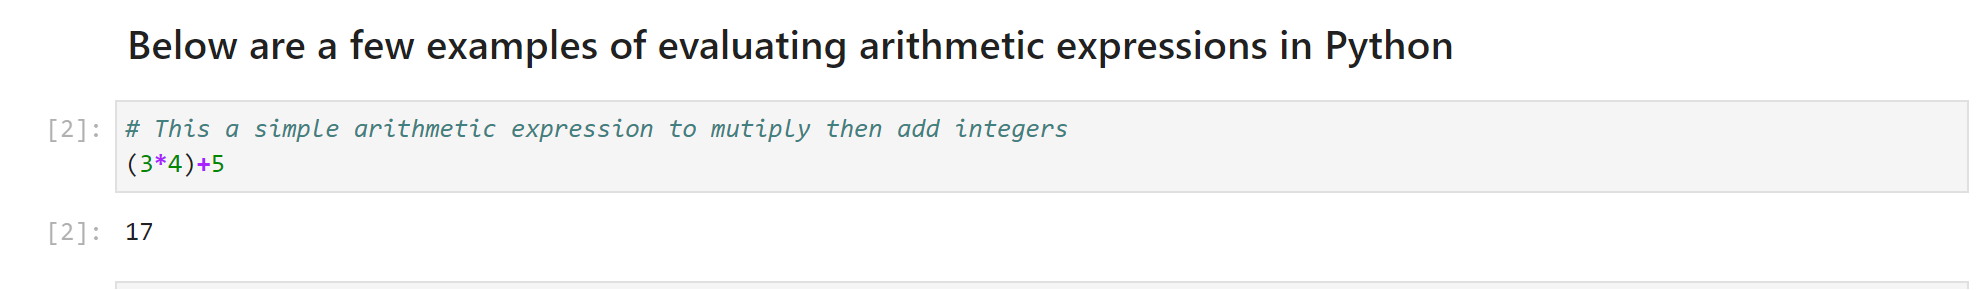 Below are a few examples of evaluating arithmetic expressions in Python
[2]: # This a simple arithmetic expression to mutiply then add integers
(3*4)+5
[2]: 17